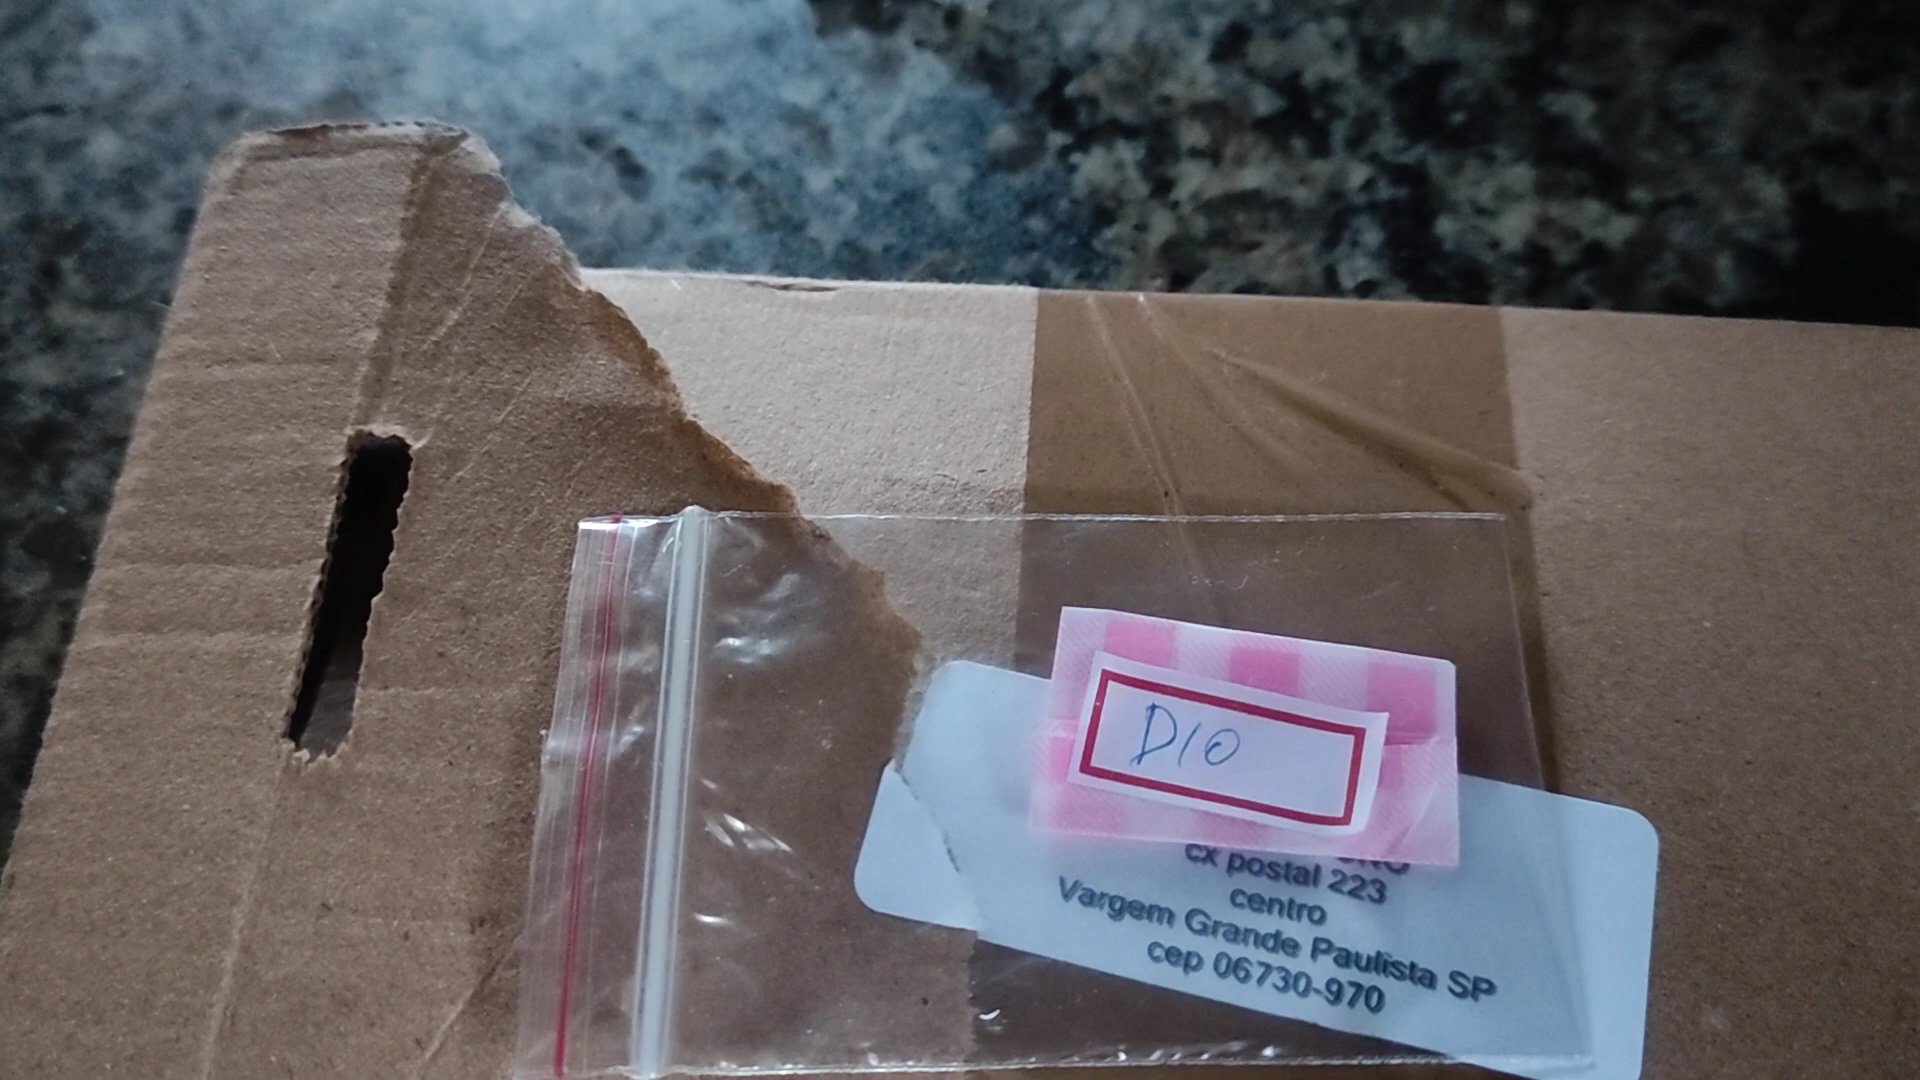 D10
cx postal 223
centro
Vargem Grande Paulista SP
cep 06730-970